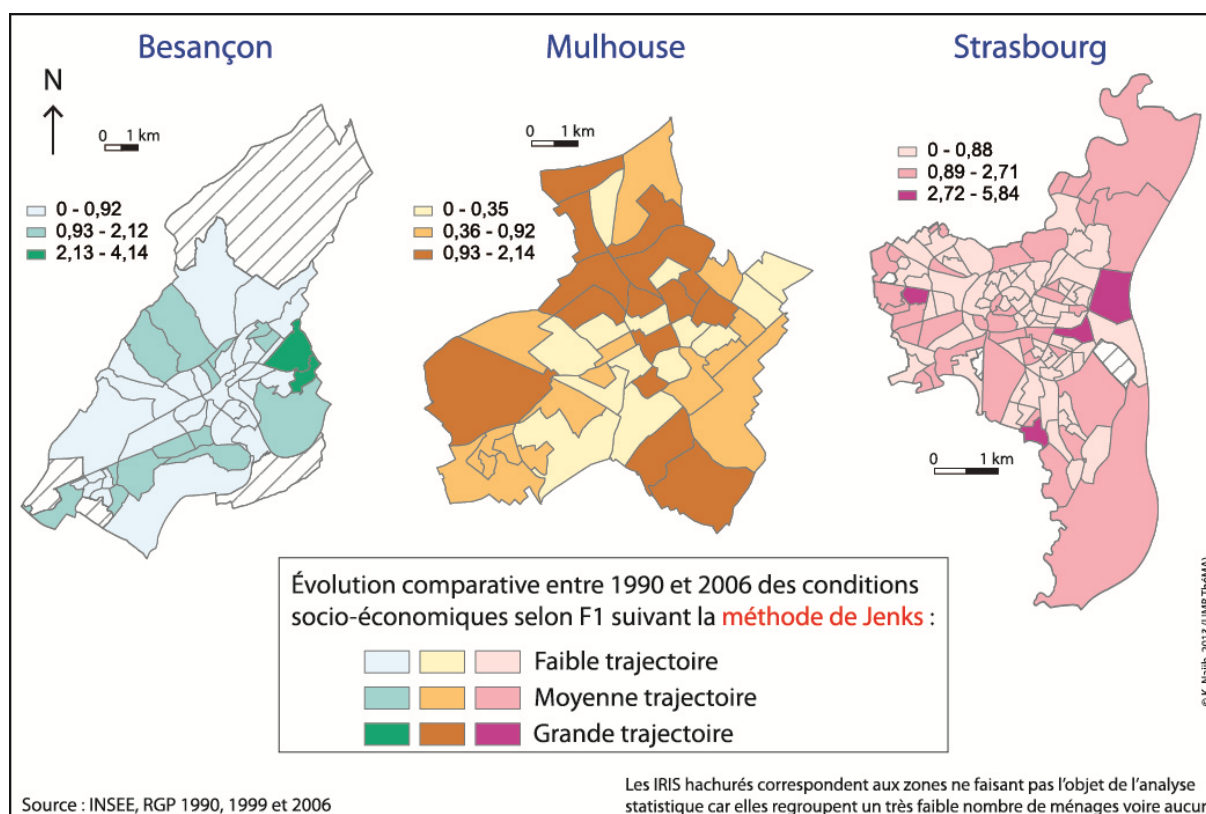 Besançon
Mulhouse
Strasbourg
N
0 1 km
0 - 0,92
0,93 - 2,12
2,13 - 4,14
0 1 km
0 - 0,35
0,36 - 0,92
0,93 - 2,14
0 - 0,88
0,89 - 2,71
2,72 - 5,84
0 1 km
Évolution comparative entre 1990 et 2006 des conditions
socio-économiques selon F1 suivant la méthode de Jenks :
Faible trajectoire
Moyenne trajectoire
Grande trajectoire
Source : INSEE, RGP 1990, 1999 et 2006
Les IRIS hachurés correspondent aux zones ne faisant pas l'objet de l'analyse
statistique car elles regroupent un très faible nombre de ménages voire aucun